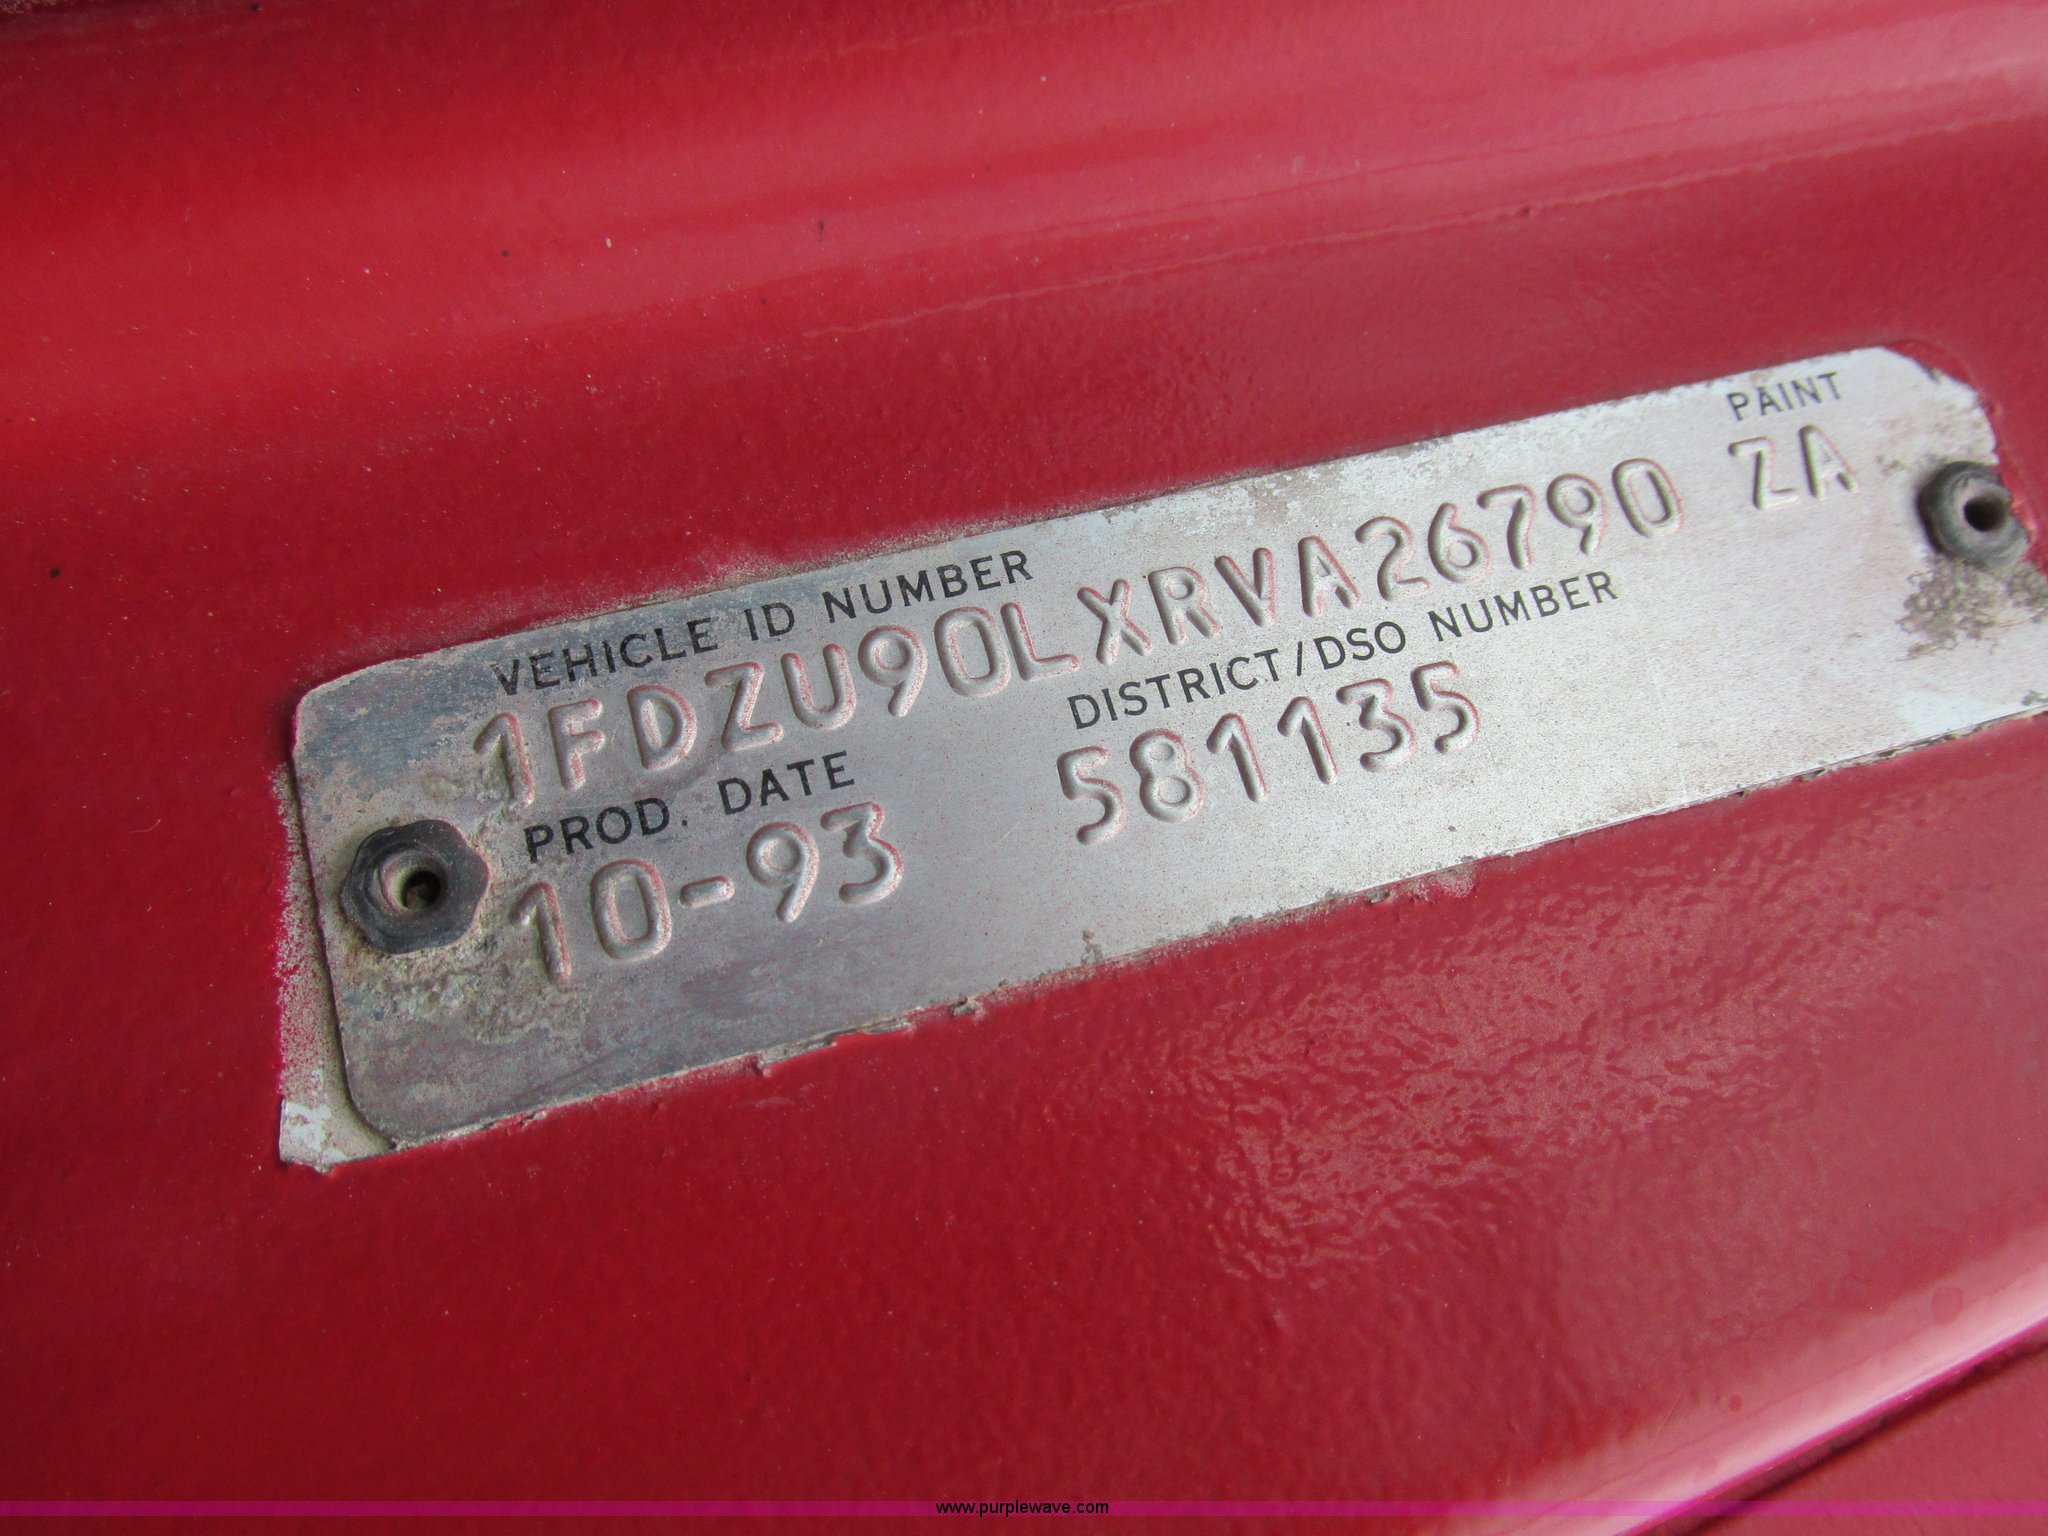 PAINT
VEHICLE ID NUMBER
1FDZU90LXRVA26790 ZA
PROD. DATE DISTRICT/DSO NUMBER
10-93 581135
www.purplewave.com